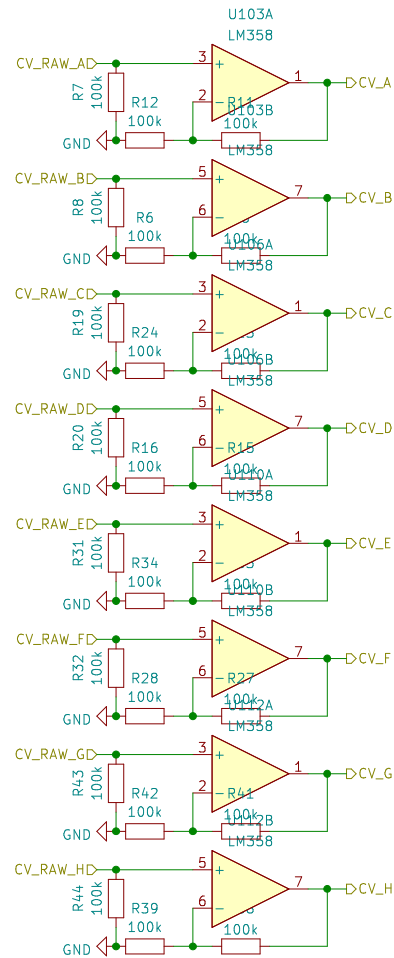 U103A
LM358
CV_RAW_A
3
+
R7
100k
R12
100k
2
−
R11
100k
1
CV_A
GND
U103B
LM358
CV_RAW_B
5
+
R8
100k
R6
100k
6
−
100k
7
CV_B
GND
U106A
LM358
CV_RAW_C
3
+
R19
100k
R24
100k
2
−
100k
1
CV_C
GND
U106B
LM358
CV_RAW_D
5
+
R20
100k
R16
100k
6
−
R15
100k
7
CV_D
GND
U110A
LM358
CV_RAW_E
3
+
R31
100k
R34
100k
2
−
100k
1
CV_E
GND
U110B
LM358
CV_RAW_F
5
+
R32
100k
R28
100k
6
−
R27
100k
7
CV_F
GND
U112A
LM358
CV_RAW_G
3
+
R43
100k
R42
100k
2
−
R41
100k
1
CV_G
GND
U112B
LM358
CV_RAW_H
5
+
R44
100k
R39
100k
6
−
100k
7
CV_H
GND